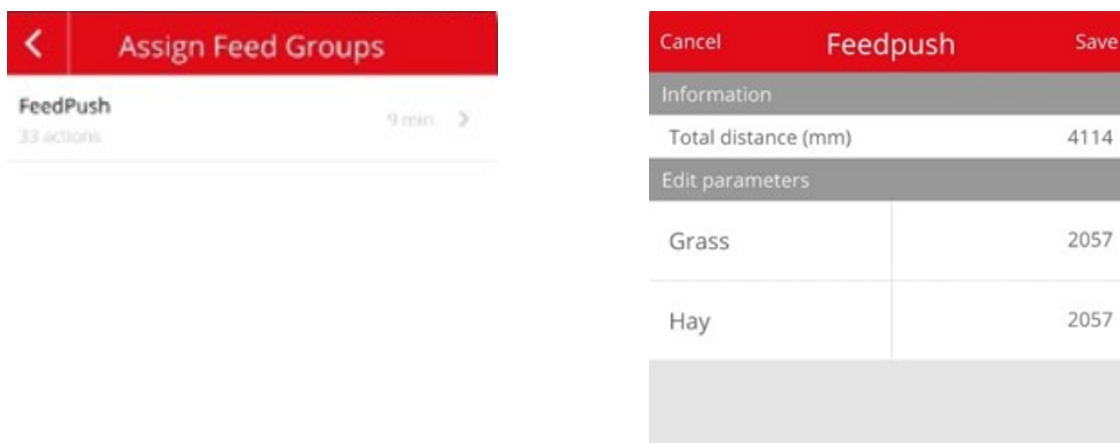 Assign Feed Groups
FeedPush
33 actions
9 min
Cancel Feedpush Save
Information
Total distance (mm) 4114
Edit parameters
Grass 2057
Hay 2057